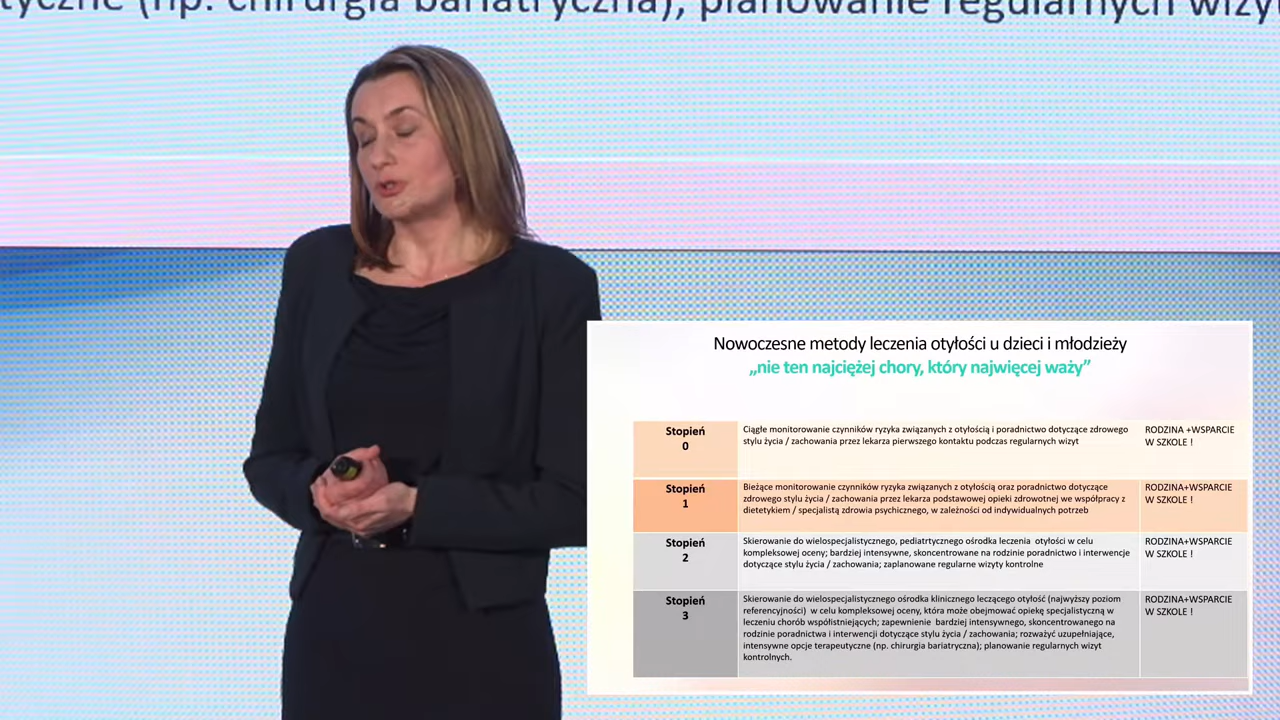 (np. chirurgia bariatryczna), planowanie regularnych
Nowoczesne metody leczenia otyłości u dzieci i młodzieży
„nie ten najciężej chory, który najwięcej waży”
Stopień
0
Ciągłe monitorowanie czynników ryzyka związanych z otyłością i poradnictwo dotyczące zdrowego
stylu życia / zachowania przez lekarza pierwszego kontaktu podczas regularnych wizyt
RODZINA +WSPARCIE
W SZKOLE !
Stopień
1
Bieżące monitorowanie czynników ryzyka związanych z otyłością oraz poradnictwo dotyczące
zdrowego stylu życia / zachowania przez lekarza podstawowej opieki zdrowotnej we współpracy z
dietetykiem / specjalistą zdrowia psychicznego, w zależności od indywidualnych potrzeb
RODZINA+WSPARCIE
W SZKOLE !
Stopień
2
Skierowanie do wielospecjalistycznego, pediatrycznego ośrodka leczenia otyłości w celu
kompleksowej oceny; bardziej intensywne, skoncentrowane na rodzinie poradnictwo i interwencje
dotyczące stylu życia / zachowania; zaplanowane regularne wizyty kontrolne
RODZINA+WSPARCIE
W SZKOLE !
Stopień
3
Skierowanie do wielospecjalistycznego ośrodka klinicznego leczącego otyłość (najwyższy poziom
referencyjności) w celu kompleksowej oceny, która może obejmować opiekę specjalistyczną w
leczeniu chorób współistniejących; zapewnienie bardziej intensywnego, skoncentrowanego na
rodzinie poradnictwa i interwencji dotyczące stylu życia / zachowania; rozważyć uzupełniające,
intensywne opcje terapeutyczne (np. chirurgia bariatryczna); planowanie regularnych wizyt
kontrolnych.
RODZINA+WSPARCIE
W SZKOLE !